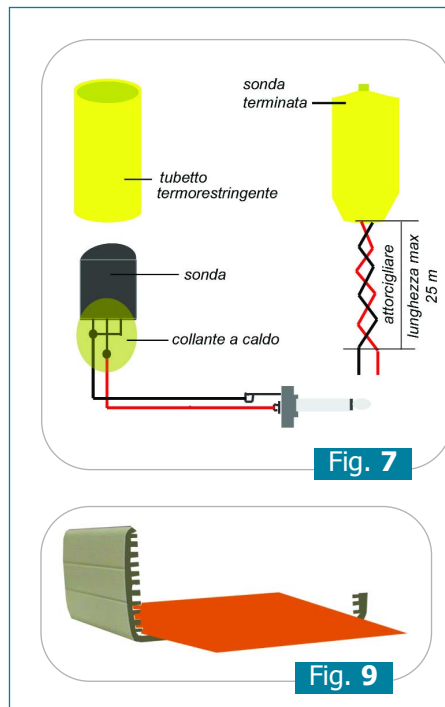 sonda
terminata
tubetto
termorestringente
sonda
collante a caldo
attorcigliare
lunghezza max
25 m
Fig. 7
Fig. 9